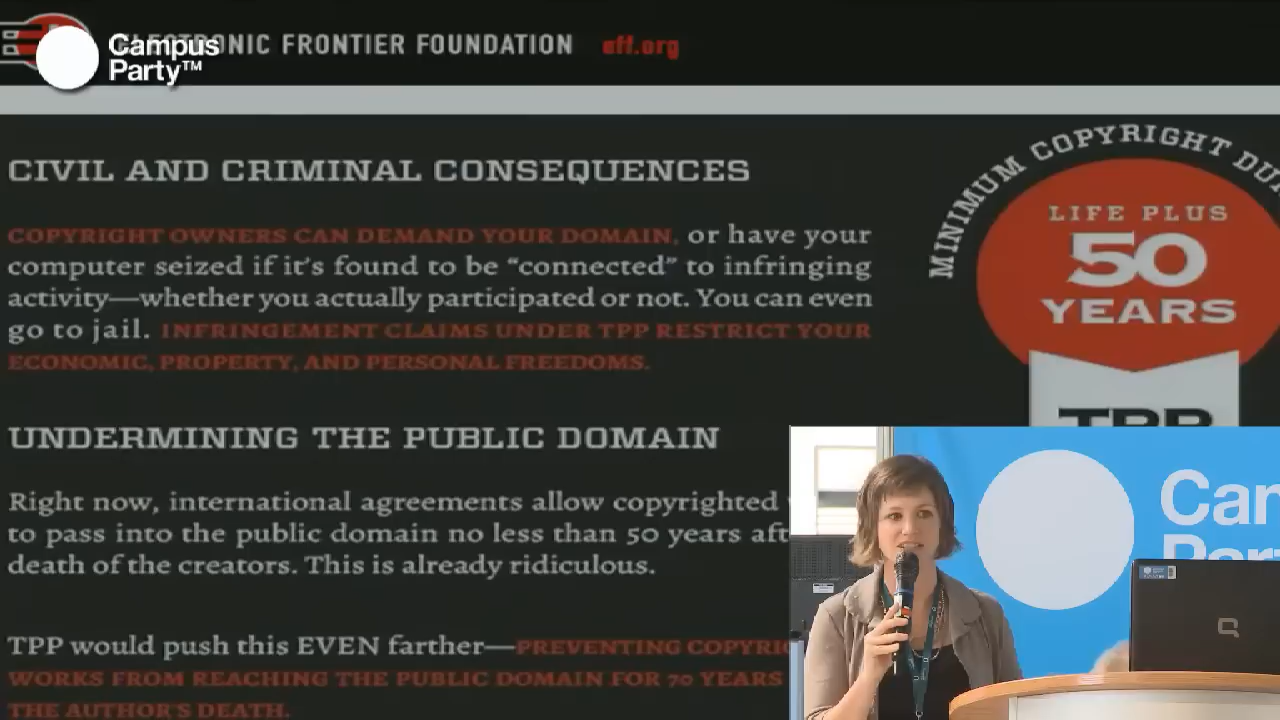 ELECTRONIC FRONTIER FOUNDATION eff.org
Campus
Party™
CIVIL AND CRIMINAL CONSEQUENCES
COPYRIGHT OWNERS CAN DEMAND YOUR DOMAIN, or have your
computer seized if it's found to be “connected” to infringing
activity—whether you actually participated or not. You can even
go to jail. INFRINGEMENT CLAIMS UNDER TPP RESTRICT YOUR
ECONOMIC, PROPERTY, AND PERSONAL FREEDOMS.
MINIMUM COPYRIGHT DU
LIFE PLUS
50
YEARS
TPP
UNDERMINING THE PUBLIC DOMAIN
Right now, international agreements allow copyrighted
to pass into the public domain no less than 50 years aft
death of the creators. This is already ridiculous.
TPP would push this EVEN farther—PREVENTING COPYRIG
WORKS FROM REACHING THE PUBLIC DOMAIN FOR 70 YEARS
THE AUTHOR'S DEATH.
Cam
Party